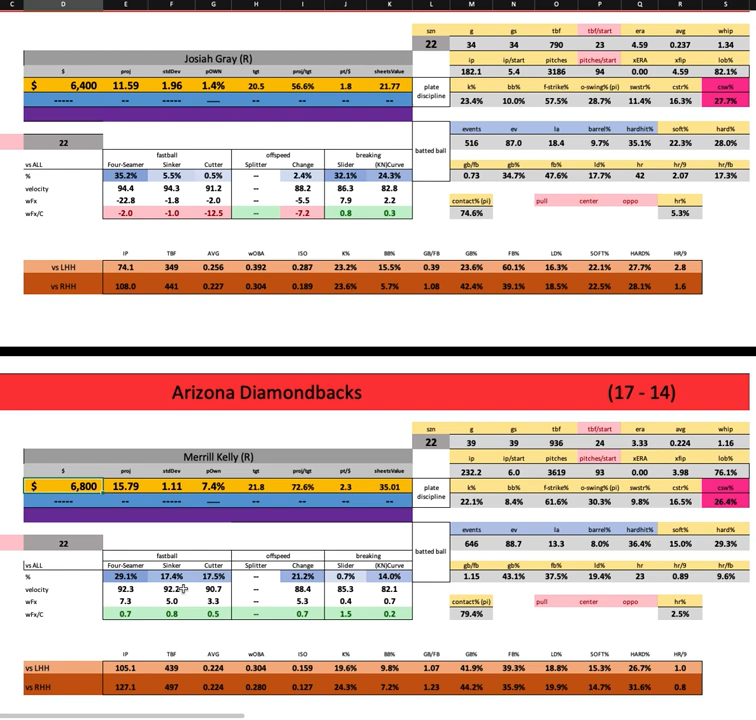 C D E F G H I J K L M N O P Q R S
szn g gs tbf tbf/start era avg whip
22 34 34 790 23 4.59 0.237 1.34
Josiah Gray (R) ip ip/start pitches pitches/start xERA xfip lob%
182.1 5.4 3186 94 0.00 4.59 82.1%
$ proj stdDev pOWN tgt proj/tgt pt/$ sheetsValue
$ 6,400 11.59 1.96 1.4% 20.5 56.6% 1.8 21.77 plate discipline k% bb% f-strike% o-swing% (pi) swstr% cstr% csw%
----- -- -- ---- -- -- -- -- 23.4% 10.0% 57.5% 28.7% 11.4% 16.3% 27.7%
events ev la barrel% hardhit% soft% hard%
22 516 87.0 18.4 9.7% 35.1% 22.3% 28.0%
fastball offspeed breaking batted ball
vs ALL Four-Seamer Sinker Cutter Splitter Change Slider (KN)Curve gb/fb gb% fb% ld% hr hr/9 hr/fb
% 35.2% 5.5% 0.5% -- 2.4% 32.1% 24.3% 0.73 34.7% 47.6% 17.7% 42 2.07 17.3%
velocity 94.4 94.3 91.2 -- 88.2 86.3 82.8
wFx -22.8 -1.8 -2.0 -- -5.5 7.9 2.2 contact% (pi) pull center oppo hr%
wFx/C -2.0 -1.0 -12.5 -- -7.2 0.8 0.3 74.6% 5.3%
IP TBF AVG wOBA ISO K% BB% GB/FB GB% FB% LD% SOFT% HARD% HR/9
vs LHH 74.1 349 0.256 0.392 0.287 23.2% 15.5% 0.39 23.6% 60.1% 16.3% 22.1% 27.7% 2.8
vs RHH 108.0 441 0.227 0.304 0.189 23.6% 5.7% 1.08 42.4% 39.1% 18.5% 22.5% 28.1% 1.6
Arizona Diamondbacks (17 - 14)
szn g gs tbf tbf/start era avg whip
22 39 39 936 24 3.33 0.224 1.16
Merrill Kelly (R) ip ip/start pitches pitches/start xERA xfip lob%
232.2 6.0 3619 93 0.00 3.98 76.1%
$ proj stdDev pOwn tgt proj/tgt pt/$ sheetsValue
$ 6,800 15.79 1.11 7.4% 21.8 72.6% 2.3 35.01 plate discipline k% bb% f-strike% o-swing% (pi) swstr% cstr% csw%
----- -- -- ---- -- -- -- -- 22.1% 8.4% 61.6% 30.3% 9.8% 16.5% 26.4%
events ev la barrel% hardhit% soft% hard%
22 646 88.7 13.3 8.0% 36.4% 15.0% 29.3%
fastball offspeed breaking batted ball
vs ALL Four-Seamer Sinker Cutter Splitter Change Slider (KN)Curve gb/fb gb% fb% ld% hr hr/9 hr/fb
% 29.1% 17.4% 17.5% -- 21.2% 0.7% 14.0% 1.15 43.1% 37.5% 19.4% 23 0.89 9.6%
velocity 92.3 92.2 90.7 -- 88.4 85.3 82.1
wFx 7.3 5.0 3.3 -- 5.3 0.4 0.7 contact% (pi) pull center oppo hr%
wFx/C 0.7 0.8 0.5 -- 0.7 1.5 0.2 79.4% 2.5%
IP TBF AVG wOBA ISO K% BB% GB/FB GB% FB% LD% SOFT% HARD% HR/9
vs LHH 105.1 439 0.224 0.304 0.159 19.6% 9.8% 1.07 41.9% 39.3% 18.8% 15.3% 26.7% 1.0
vs RHH 127.1 497 0.224 0.280 0.127 24.3% 7.2% 1.23 44.2% 35.9% 19.9% 14.7% 31.6% 0.8